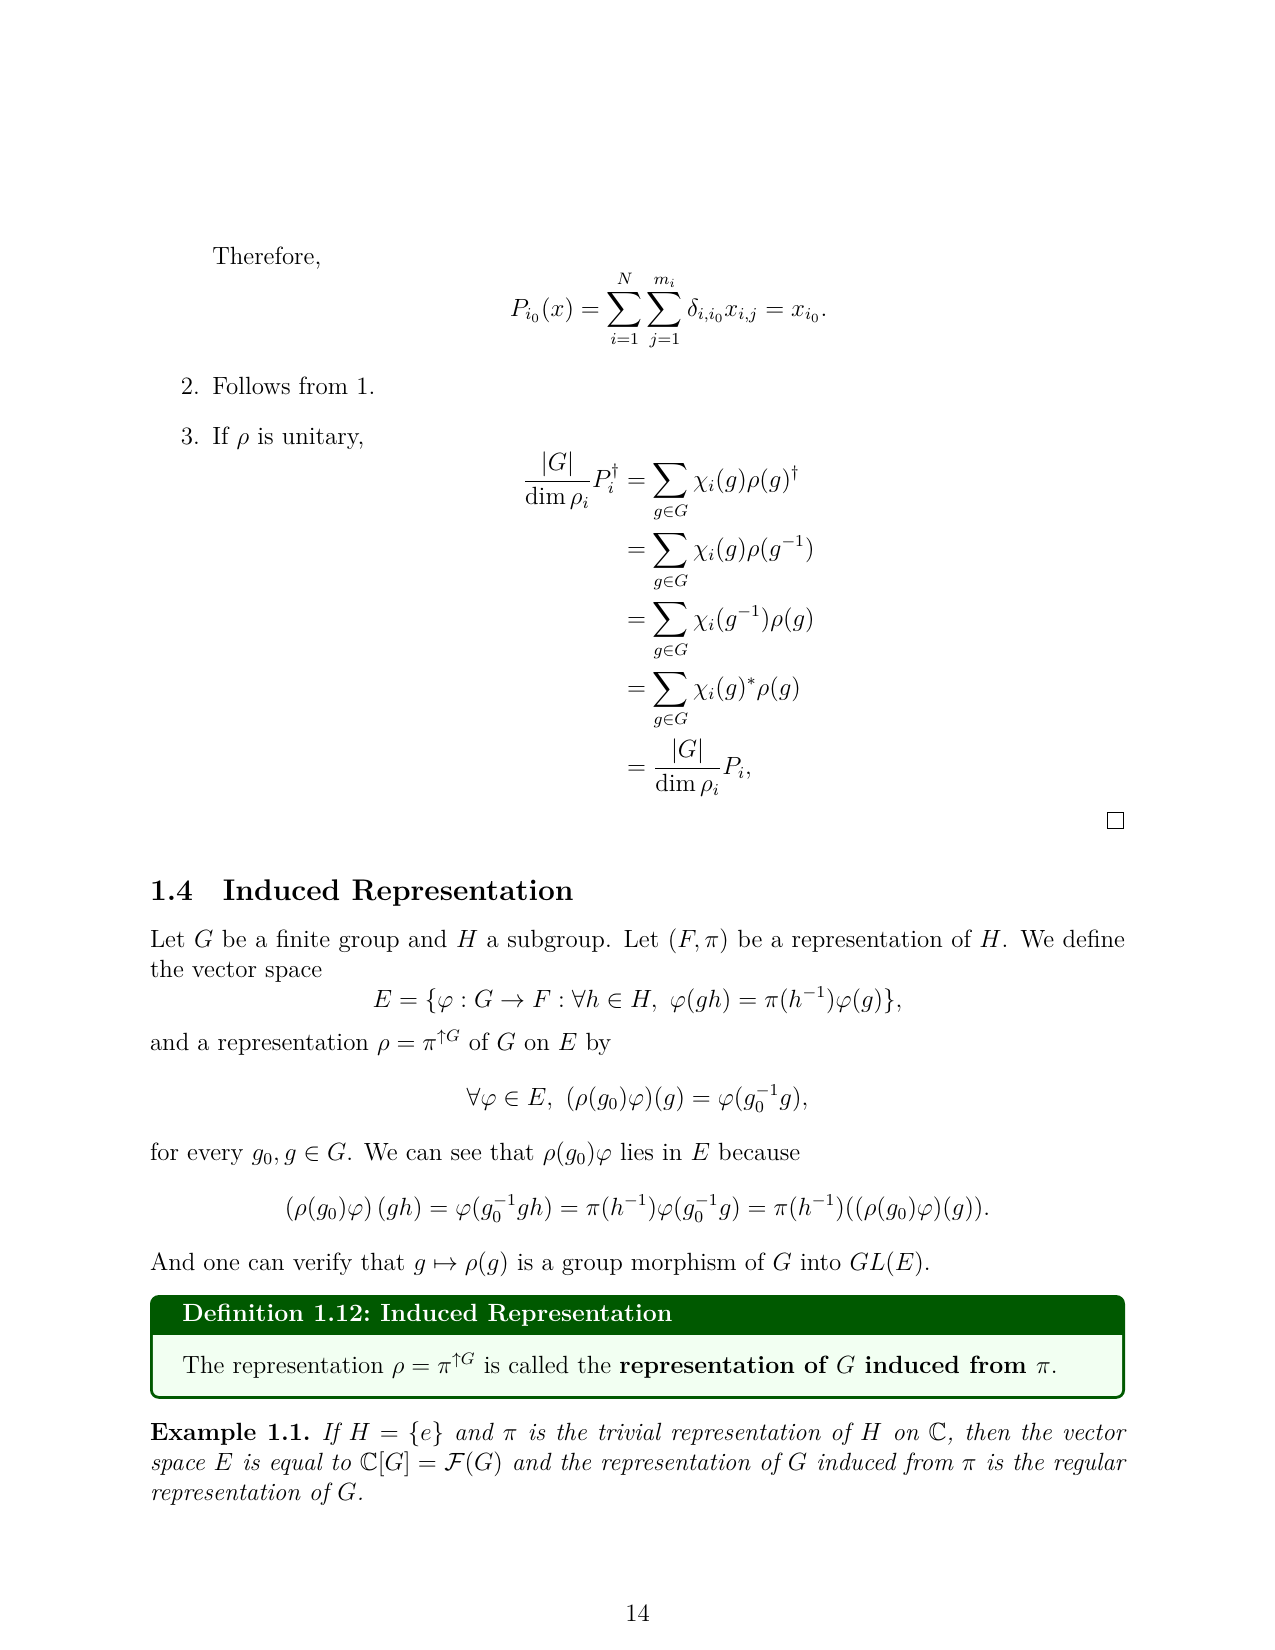 Therefore,
$$P_{i_0}(x) = \sum_{i=1}^{N} \sum_{j=1}^{m_i} \delta_{i,i_0} x_{i,j} = x_{i_0}.$$
2. Follows from 1.
3. If $\rho$ is unitary,
$$\frac{|G|}{\dim \rho_i} P_i^\dagger = \sum_{g \in G} \chi_i(g) \rho(g)^\dagger$$
$$= \sum_{g \in G} \chi_i(g) \rho(g^{-1})$$
$$= \sum_{g \in G} \chi_i(g^{-1}) \rho(g)$$
$$= \sum_{g \in G} \chi_i(g)^* \rho(g)$$
$$= \frac{|G|}{\dim \rho_i} P_i,$$
□
1.4 Induced Representation
Let $G$ be a finite group and $H$ a subgroup. Let $(F, \pi)$ be a representation of $H$. We define
the vector space
$$E = \{\varphi : G \to F : \forall h \in H, \ \varphi(gh) = \pi(h^{-1})\varphi(g)\},$$
and a representation $\rho = \pi^{\uparrow G}$ of $G$ on $E$ by
$$\forall \varphi \in E, \ (\rho(g_0)\varphi)(g) = \varphi(g_0^{-1}g),$$
for every $g_0, g \in G$. We can see that $\rho(g_0)\varphi$ lies in $E$ because
$$(\rho(g_0)\varphi)(gh) = \varphi(g_0^{-1}gh) = \pi(h^{-1})\varphi(g_0^{-1}g) = \pi(h^{-1})((\rho(g_0)\varphi)(g)).$$
And one can verify that $g \mapsto \rho(g)$ is a group morphism of $G$ into $GL(E)$.
Definition 1.12: Induced Representation
The representation $\rho = \pi^{\uparrow G}$ is called the representation of $G$ induced from $\pi$.
Example 1.1. If $H = \{e\}$ and $\pi$ is the trivial representation of $H$ on $\mathbb{C}$, then the vector
space $E$ is equal to $\mathbb{C}[G] = \mathcal{F}(G)$ and the representation of $G$ induced from $\pi$ is the regular
representation of $G$.
14